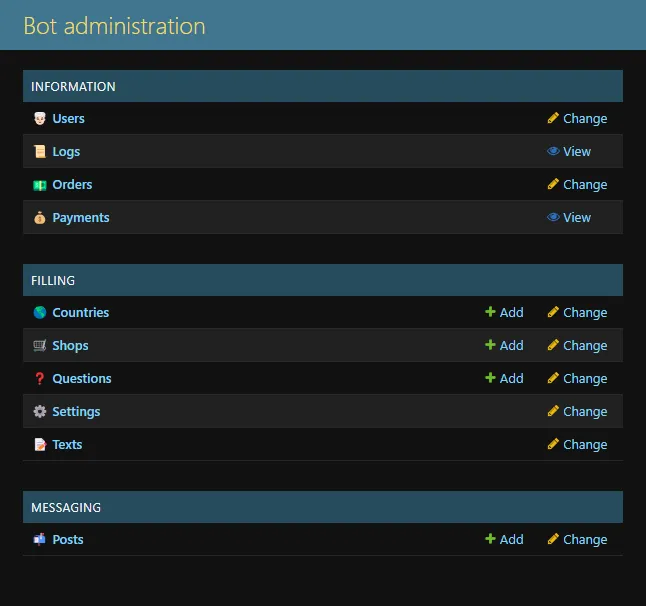 Bot administration
INFORMATION
Users Change
Logs View
Orders Change
Payments View
FILLING
Countries Add Change
Shops Add Change
Questions Add Change
Settings Change
Texts Change
MESSAGING
Posts Add Change